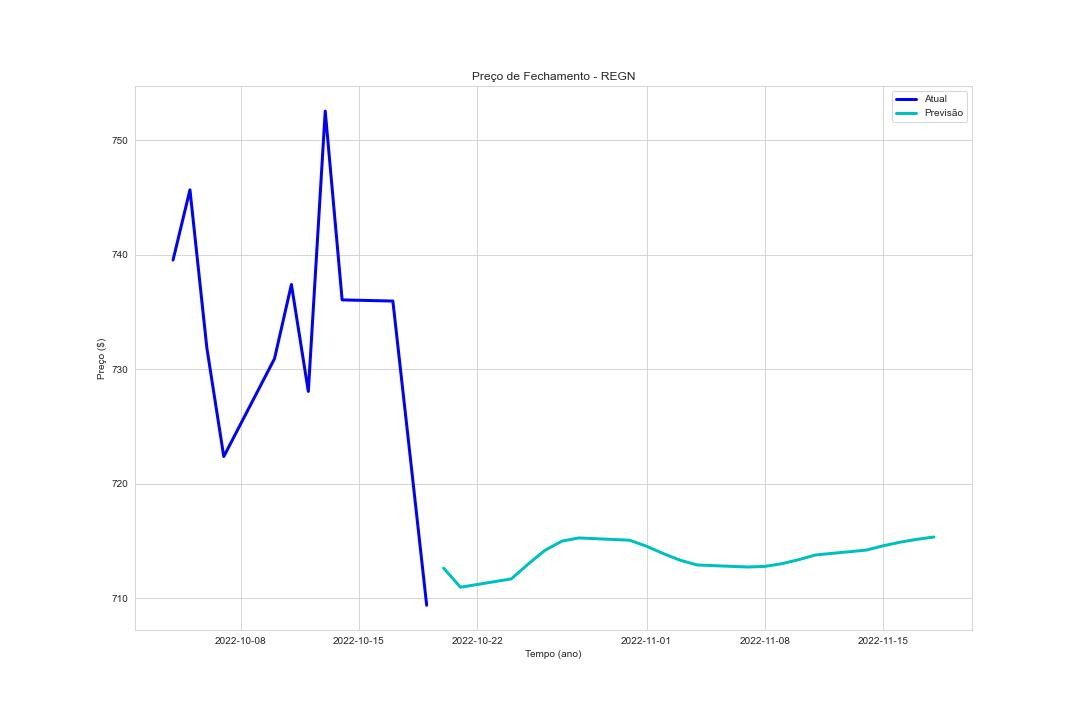 Preço de Fechamento - REGN
Atual
Previsão
750
740
730
720
710
Preço ($)
2022-10-08
2022-10-15
2022-10-22
2022-11-01
2022-11-08
2022-11-15
Tempo (ano)